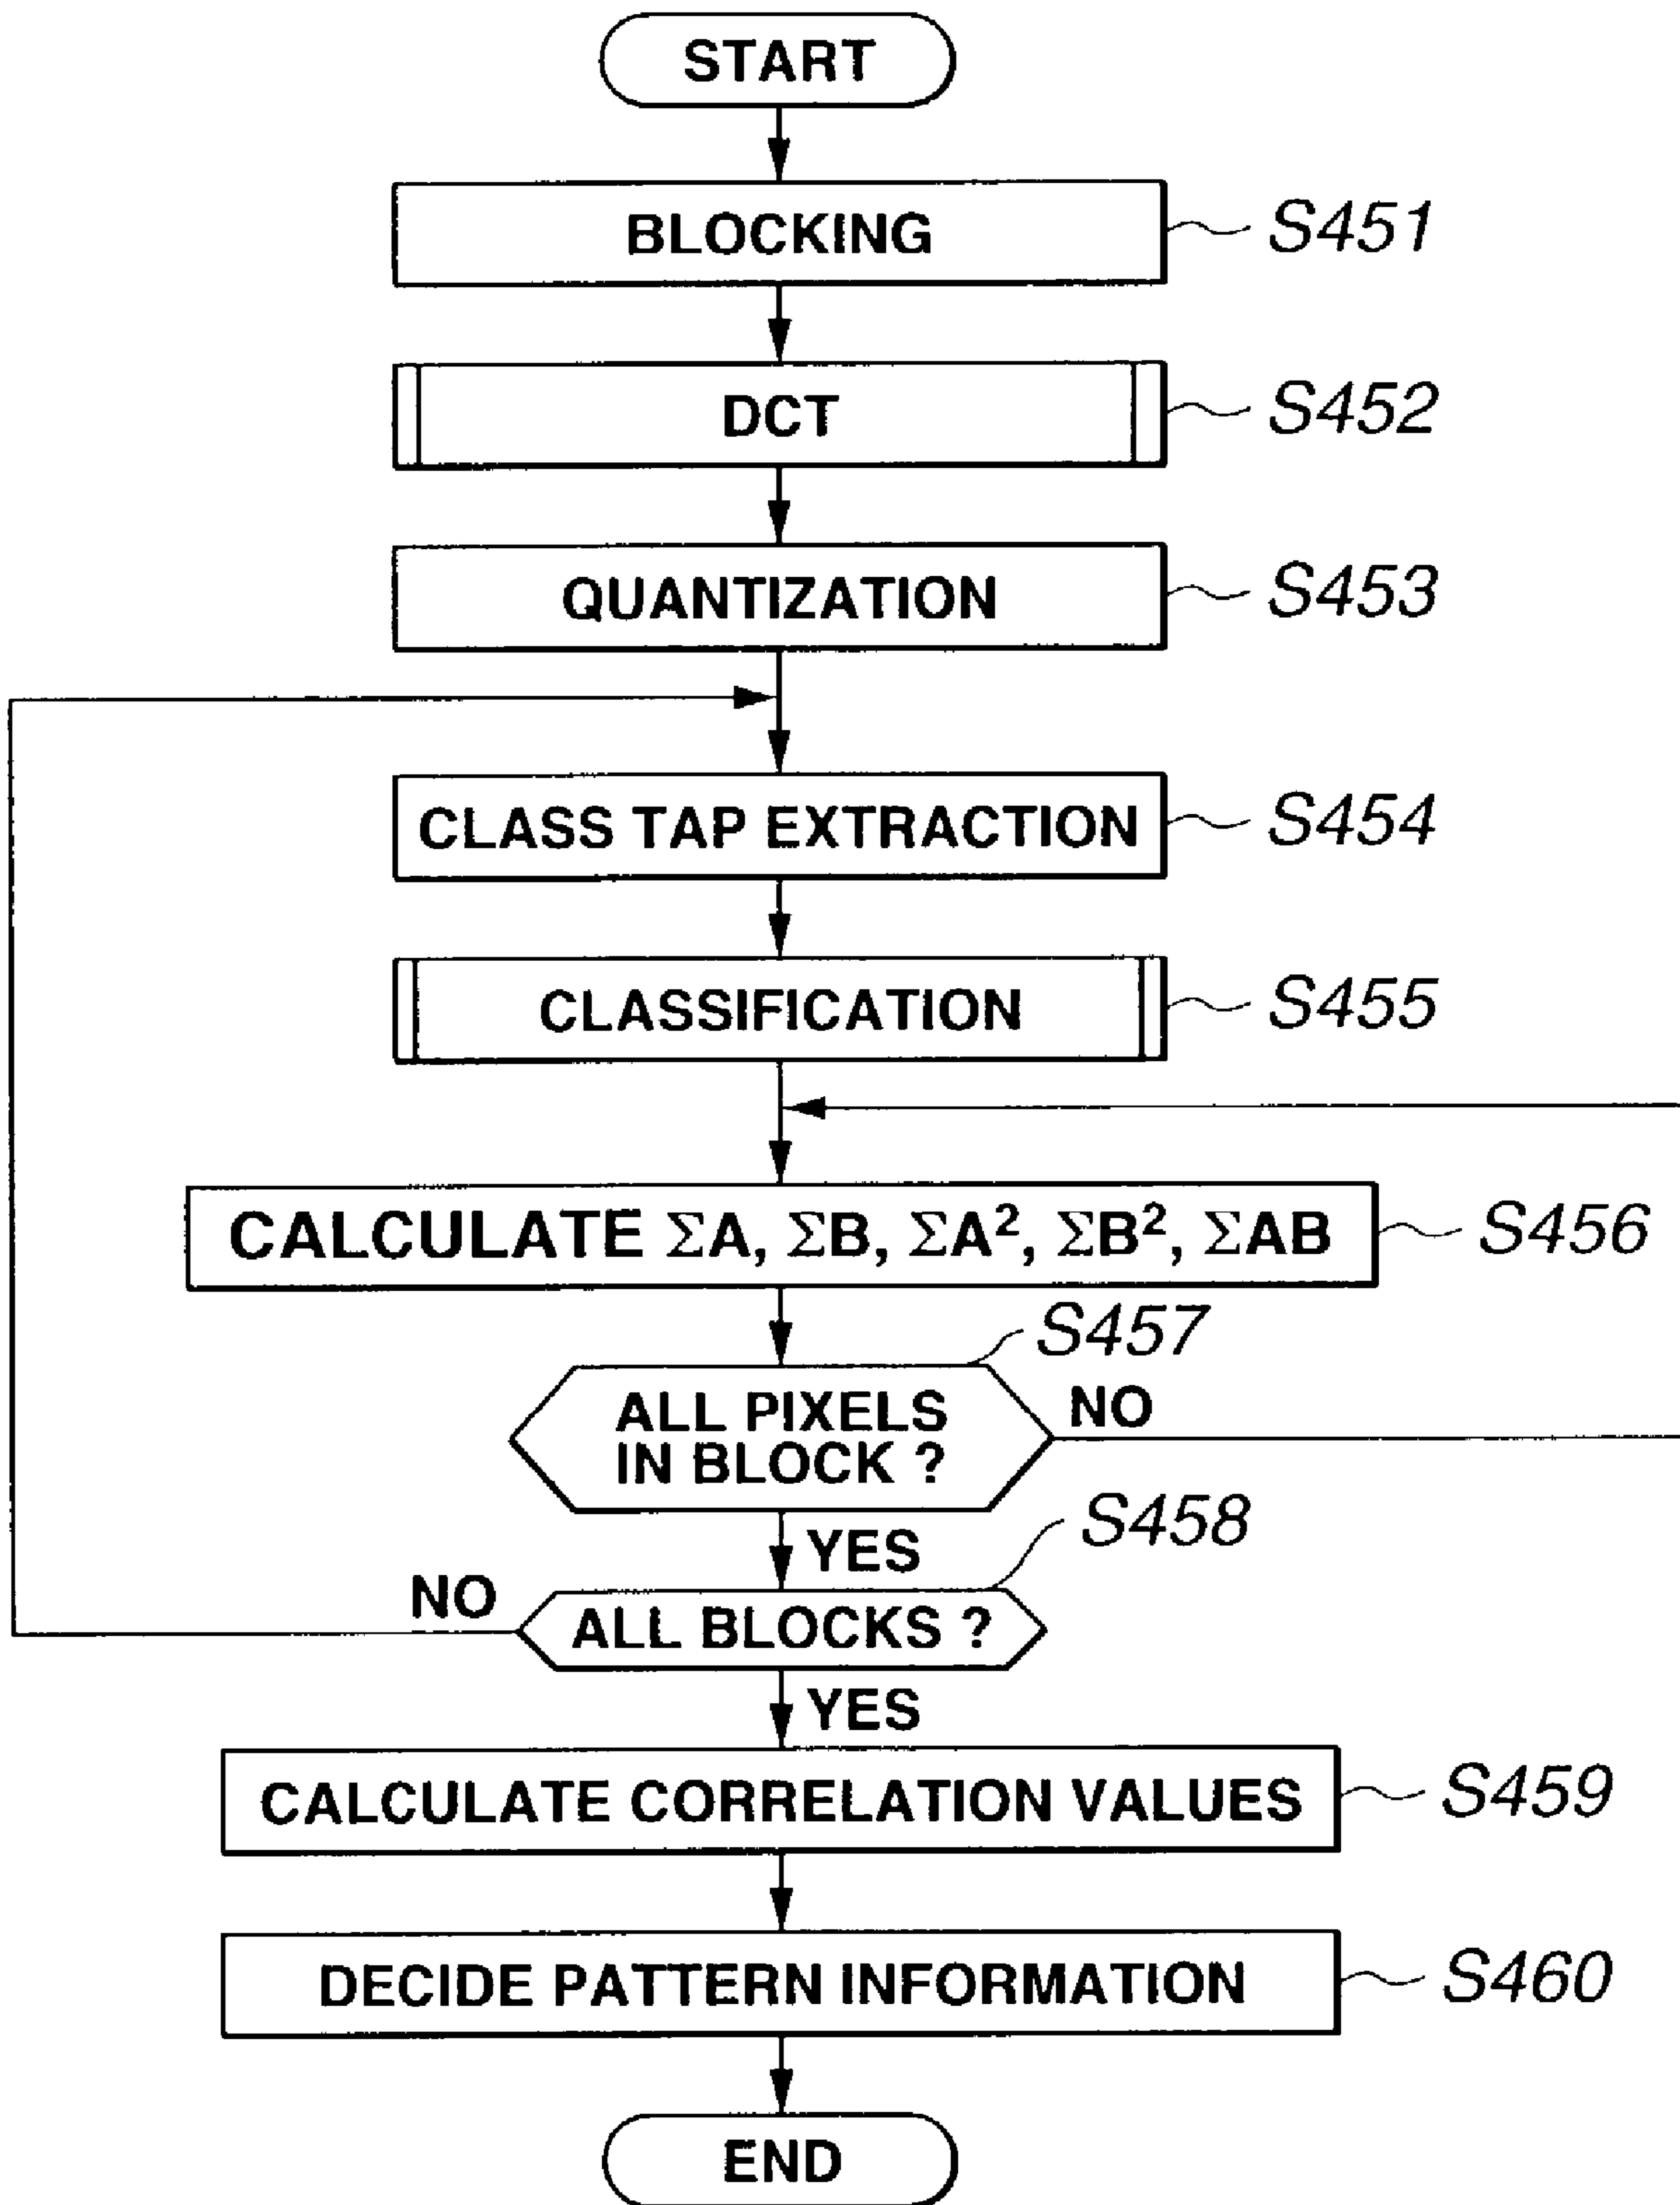 START
BLOCKING S451
DCT S452
QUANTIZATION S453
CLASS TAP EXTRACTION S454
CLASSIFICATION S455
CALCULATE ΣA, ΣB, ΣA², ΣB², ΣAB S456
S457
ALL PIXELS
IN BLOCK ?
NO
S458
YES
NO
ALL BLOCKS ?
YES
CALCULATE CORRELATION VALUES S459
DECIDE PATTERN INFORMATION S460
END